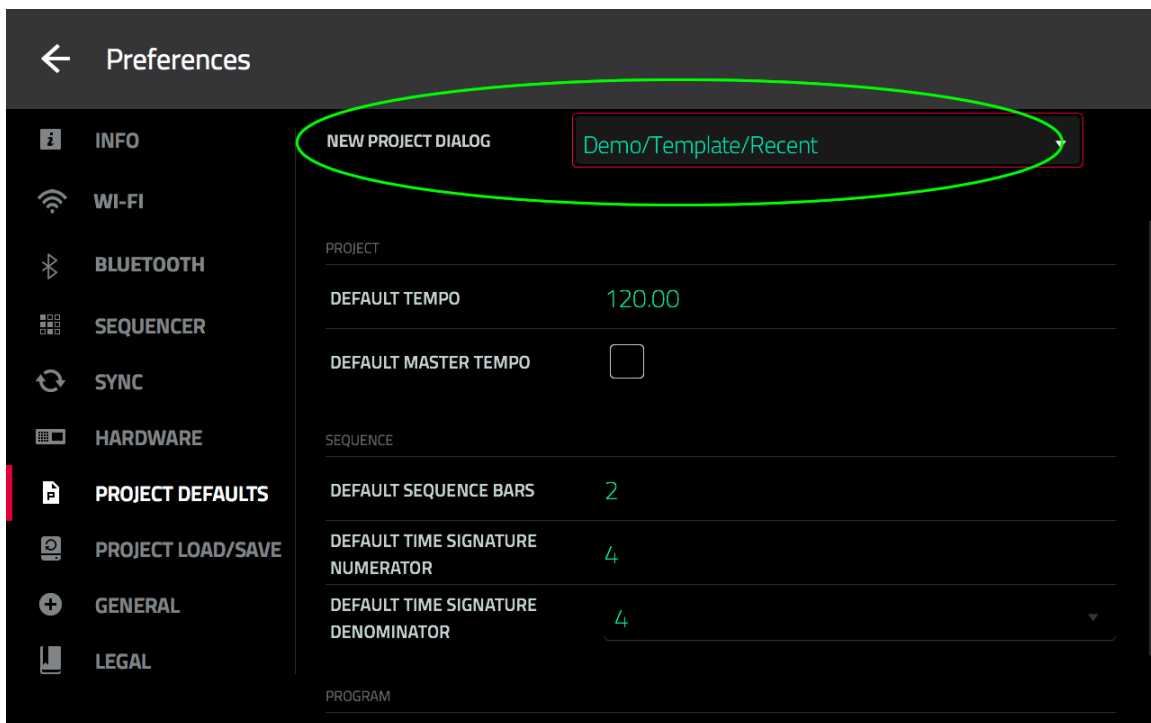 Preferences
INFO
WI-FI
BLUETOOTH
SEQUENCER
SYNC
HARDWARE
PROJECT DEFAULTS
PROJECT LOAD/SAVE
GENERAL
LEGAL
NEW PROJECT DIALOG Demo/Template/Recent
PROJECT
DEFAULT TEMPO 120.00
DEFAULT MASTER TEMPO
SEQUENCE
DEFAULT SEQUENCE BARS 2
DEFAULT TIME SIGNATURE
NUMERATOR 4
DEFAULT TIME SIGNATURE
DENOMINATOR 4
PROGRAM